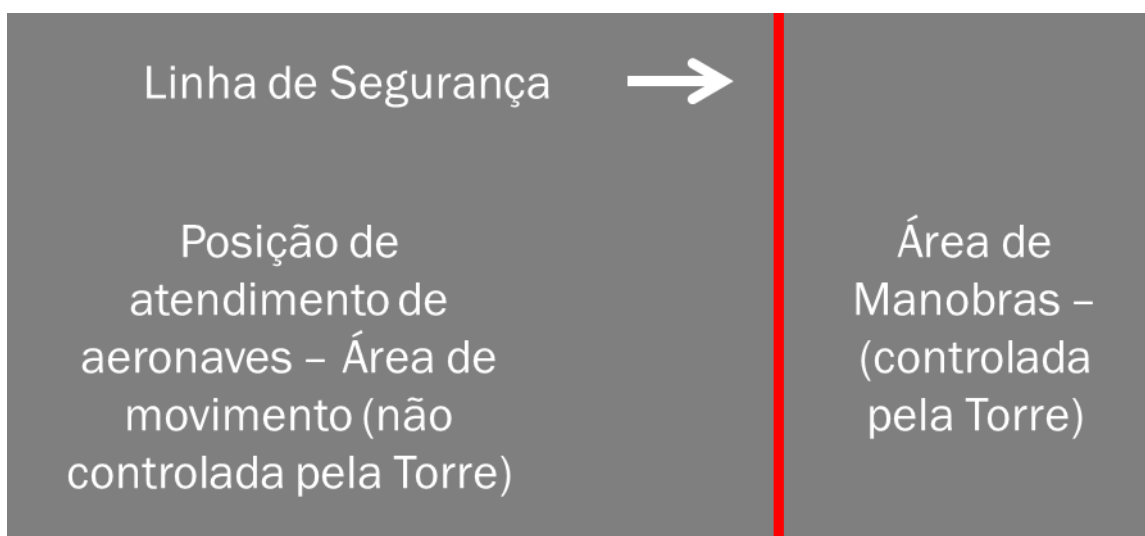 Linha de Segurança
Posição de
atendimento de
aeronaves – Área de
movimento (não
controlada pela Torre)
Área de
Manobras –
(controlada
pela Torre)